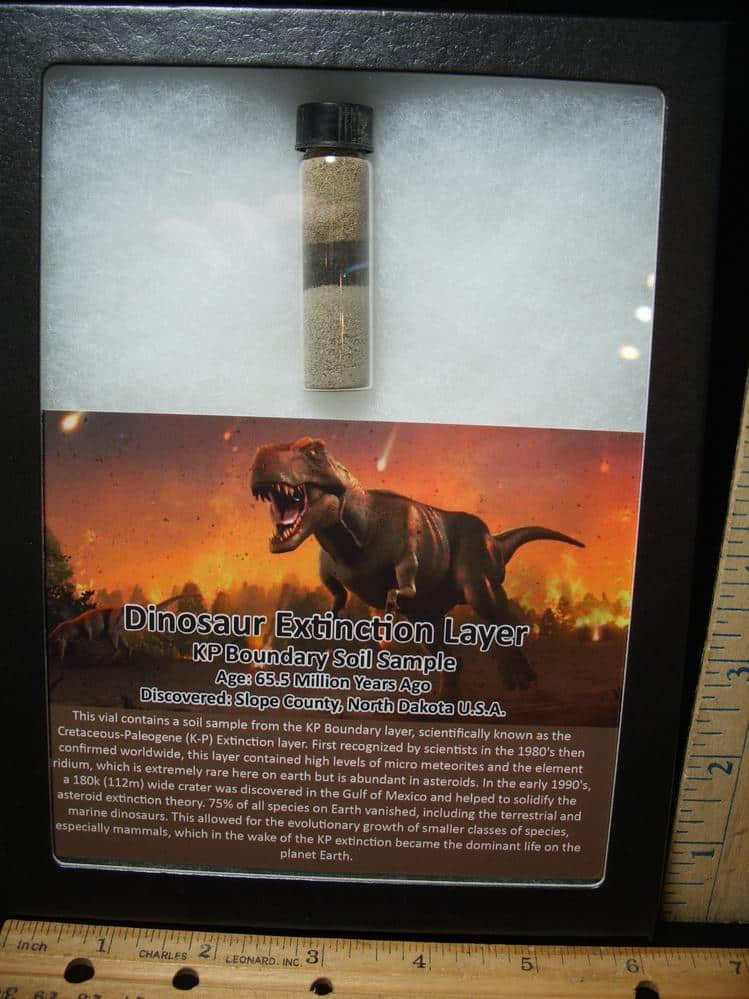 Dinosaur Extinction Layer
KP Boundary Soil Sample
Age: 65.5 Million Years Ago
Discovered: Slope County, North Dakota U.S.A.
This vial contains a soil sample from the KP Boundary layer, scientifically known as the
Cretaceous-Paleogene (K-P) Extinction layer. First recognized by scientists in the 1980's then
confirmed worldwide, this layer contained high levels of micro meteorites and the element
ridium, which is extremely rare here on earth but is abundant in asteroids. In the early 1990's,
a 180k (112m) wide crater was discovered in the Gulf of Mexico and helped to solidify the
asteroid extinction theory. 75% of all species on Earth vanished, including the terrestrial and
marine dinosaurs. This allowed for the evolutionary growth of smaller classes of species,
especially mammals, which in the wake of the KP extinction became the dominant life on the
planet Earth.
3
2
1
Inch 1 2 3 4 5 6 7
CHARLES LEONARD, INC.